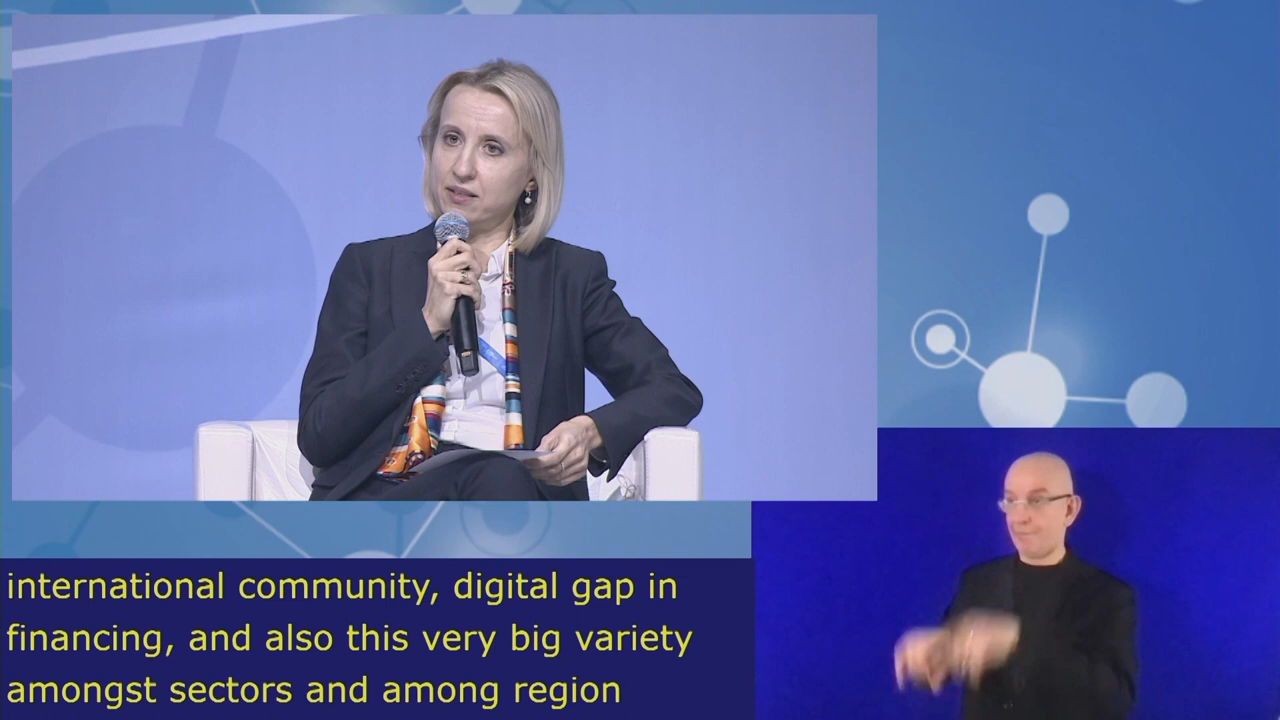 international community, digital gap in
financing, and also this very big variety
amongst sectors and among region